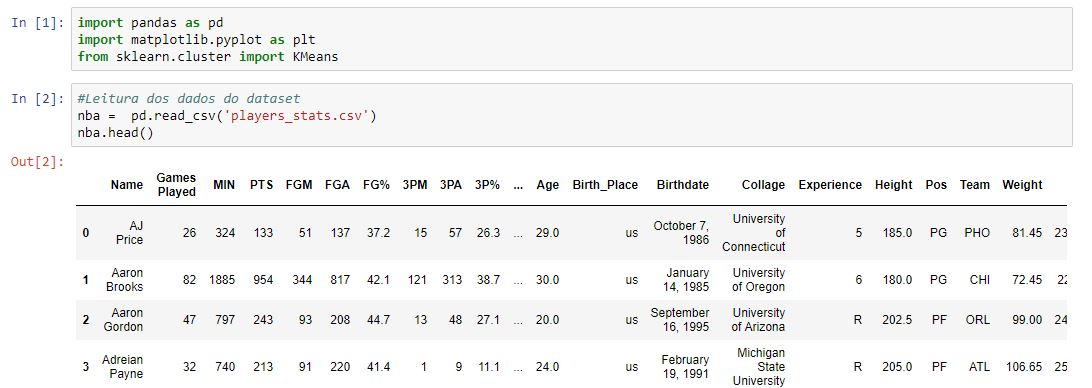 In [1]: import pandas as pd
import matplotlib.pyplot as plt
from sklearn.cluster import KMeans
In [2]: #Leitura dos dados do dataset
nba =  pd.read_csv('players_stats.csv')
nba.head()
Out[2]:
Name Games Played MIN PTS FGM FGA FG% 3PM 3PA 3P% ... Age Birth_Place Birthdate Collage Experience Height Pos Team Weight
0 AJ Price 26 324 133 51 137 37.2 15 57 26.3 ... 29.0 us October 7, 1986 University of Connecticut 5 185.0 PG PHO 81.45 23
1 Aaron Brooks 82 1885 954 344 817 42.1 121 313 38.7 ... 30.0 us January 14, 1985 University of Oregon 6 180.0 PG CHI 72.45 22
2 Aaron Gordon 47 797 243 93 208 44.7 13 48 27.1 ... 20.0 us September 16, 1995 University of Arizona R 202.5 PF ORL 99.00 24
3 Adreian Payne 32 740 213 91 220 41.4 1 9 11.1 ... 24.0 us February 19, 1991 Michigan State University R 205.0 PF ATL 106.65 25